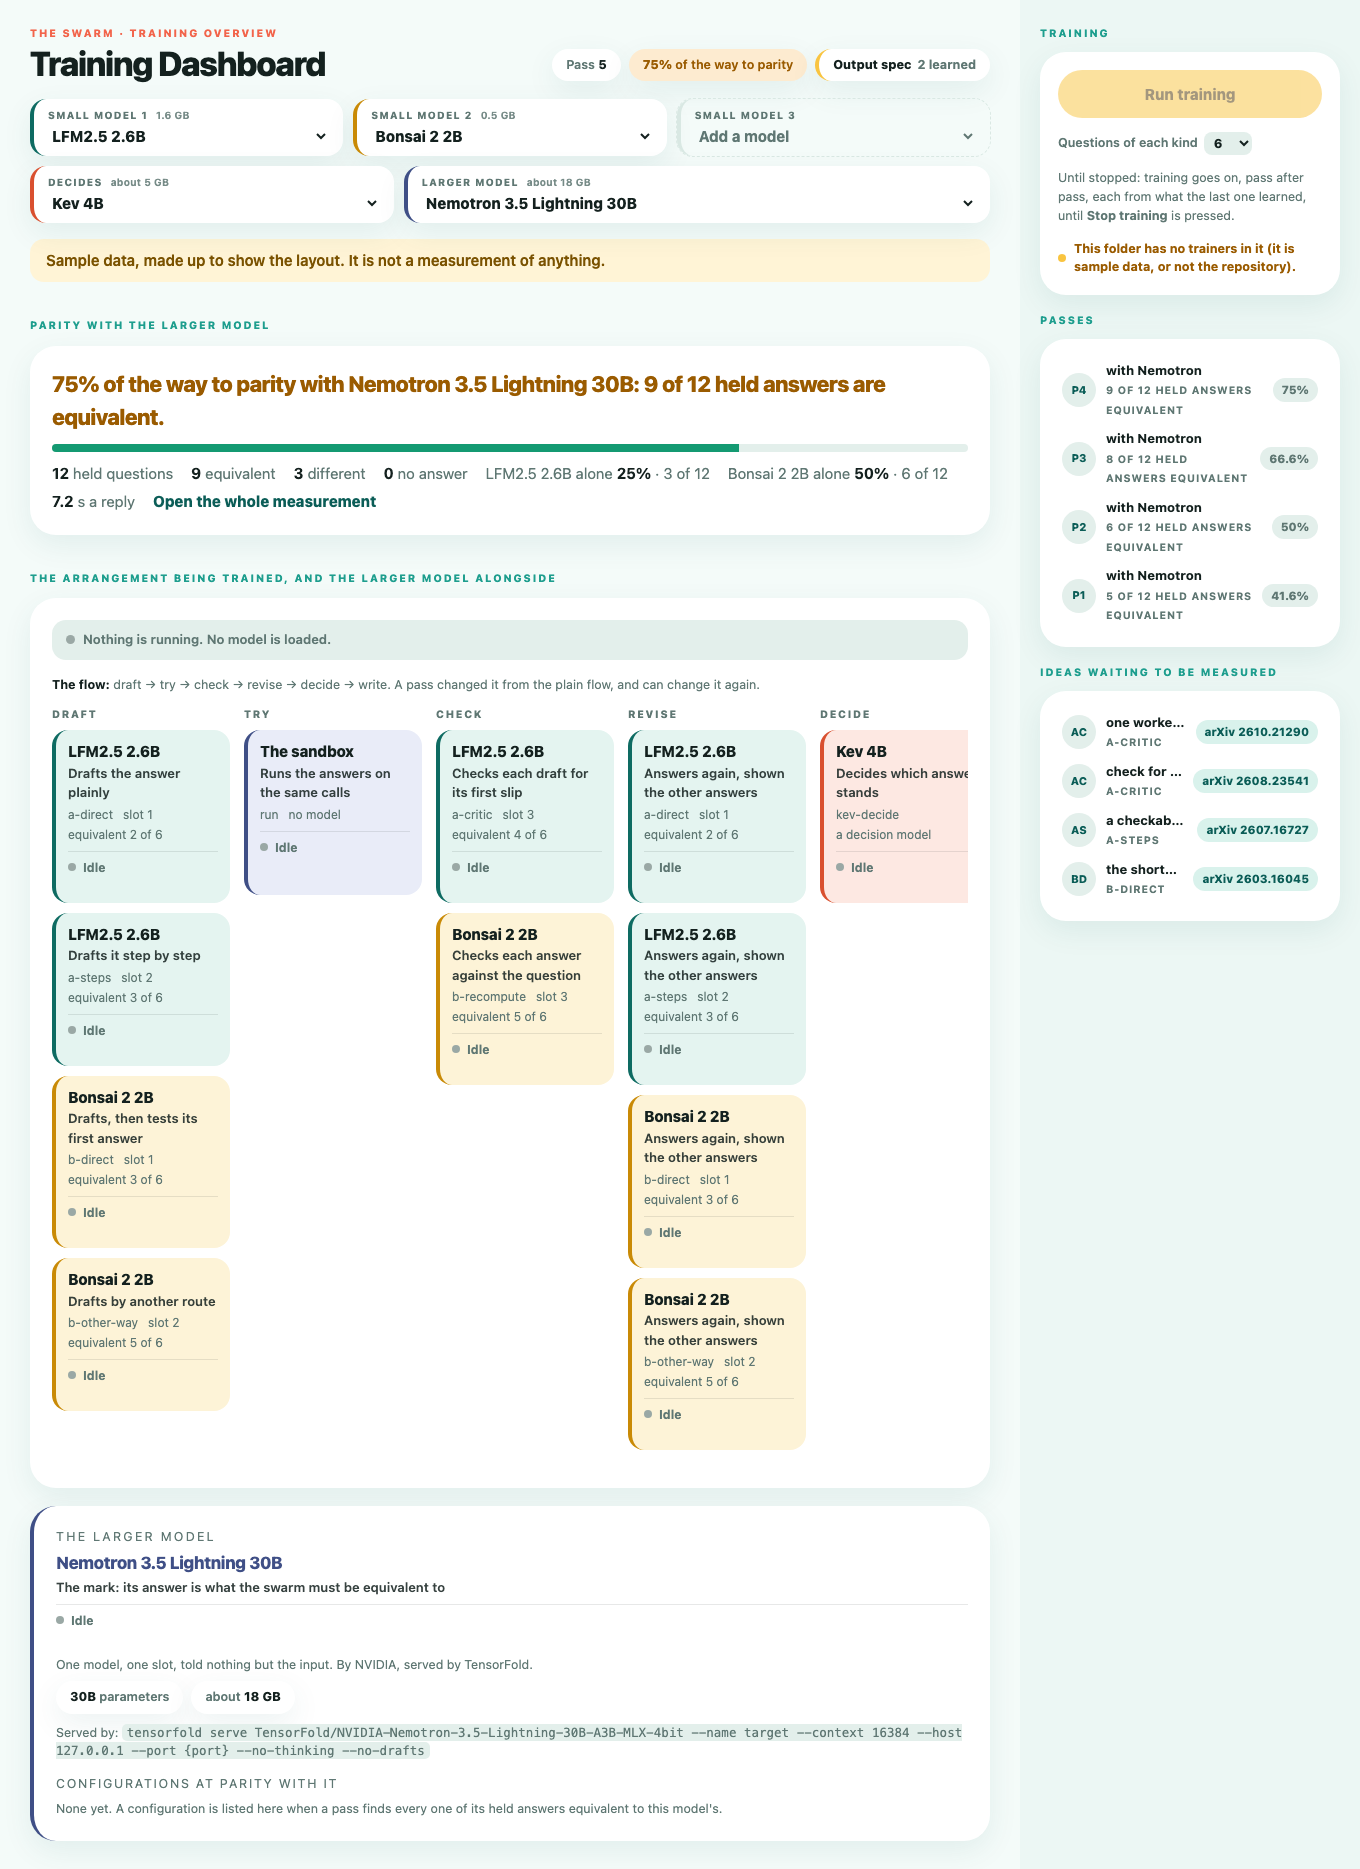 THE SWARM · TRAINING OVERVIEW
Training Dashboard
Pass 5
75% of the way to parity
Output spec 2 learned
SMALL MODEL 1 1.6 GB
LFM2.5 2.6B
SMALL MODEL 2 0.5 GB
Bonsai 2 2B
SMALL MODEL 3
Add a model
DECIDES about 5 GB
Kev 4B
LARGER MODEL about 18 GB
Nemotron 3.5 Lightning 30B
Sample data, made up to show the layout. It is not a measurement of anything.
PARITY WITH THE LARGER MODEL
75% of the way to parity with Nemotron 3.5 Lightning 30B: 9 of 12 held answers are
equivalent.
12 held questions 9 equivalent 3 different 0 no answer LFM2.5 2.6B alone 25% · 3 of 12 Bonsai 2 2B alone 50% · 6 of 12
7.2 s a reply Open the whole measurement
THE ARRANGEMENT BEING TRAINED, AND THE LARGER MODEL ALONGSIDE
Nothing is running. No model is loaded.
The flow: draft → try → check → revise → decide → write. A pass changed it from the plain flow, and can change it again.
DRAFT
LFM2.5 2.6B
Drafts the answer
plainly
a-direct slot 1
equivalent 2 of 6
Idle
LFM2.5 2.6B
Drafts it step by step
a-steps slot 2
equivalent 3 of 6
Idle
Bonsai 2 2B
Drafts, then tests its
first answer
b-direct slot 1
equivalent 3 of 6
Idle
Bonsai 2 2B
Drafts by another route
b-other-way slot 2
equivalent 5 of 6
Idle
TRY
The sandbox
Runs the answers on
the same calls
run no model
Idle
CHECK
LFM2.5 2.6B
Checks each draft for
its first slip
a-critic slot 3
equivalent 4 of 6
Idle
Bonsai 2 2B
Checks each answer
against the question
b-recompute slot 3
equivalent 5 of 6
Idle
REVISE
LFM2.5 2.6B
Answers again, shown
the other answers
a-direct slot 1
equivalent 2 of 6
Idle
LFM2.5 2.6B
Answers again, shown
the other answers
a-steps slot 2
equivalent 3 of 6
Idle
Bonsai 2 2B
Answers again, shown
the other answers
b-direct slot 1
equivalent 3 of 6
Idle
Bonsai 2 2B
Answers again, shown
the other answers
b-other-way slot 2
equivalent 5 of 6
Idle
DECIDE
Kev 4B
Decides which answe
stands
kev-decide
a decision model
Idle
THE LARGER MODEL
Nemotron 3.5 Lightning 30B
The mark: its answer is what the swarm must be equivalent to
Idle
One model, one slot, told nothing but the input. By NVIDIA, served by TensorFold.
30B parameters
about 18 GB
Served by: tensorfold serve TensorFold/NVIDIA-Nemotron-3.5-Lightning-30B-A3B-MLX-4bit --name target --context 16384 --host
127.0.0.1 --port {port} --no-thinking --no-drafts
CONFIGURATIONS AT PARITY WITH IT
None yet. A configuration is listed here when a pass finds every one of its held answers equivalent to this model's.
TRAINING
Run training
Questions of each kind 6
Until stopped: training goes on, pass after
pass, each from what the last one learned,
until Stop training is pressed.
This folder has no trainers in it (it is
sample data, or not the repository).
PASSES
P4
with Nemotron
9 OF 12 HELD ANSWERS
EQUIVALENT
75%
P3
with Nemotron
8 OF 12 HELD
ANSWERS EQUIVALENT
66.6%
P2
with Nemotron
6 OF 12 HELD ANSWERS
EQUIVALENT
50%
P1
with Nemotron
5 OF 12 HELD ANSWERS
EQUIVALENT
41.6%
IDEAS WAITING TO BE MEASURED
AC
one worke...
A-CRITIC
arXiv 2610.21290
AC
check for ...
A-CRITIC
arXiv 2608.23541
AS
a checkab...
A-STEPS
arXiv 2607.16727
BD
the short...
B-DIRECT
arXiv 2603.16045